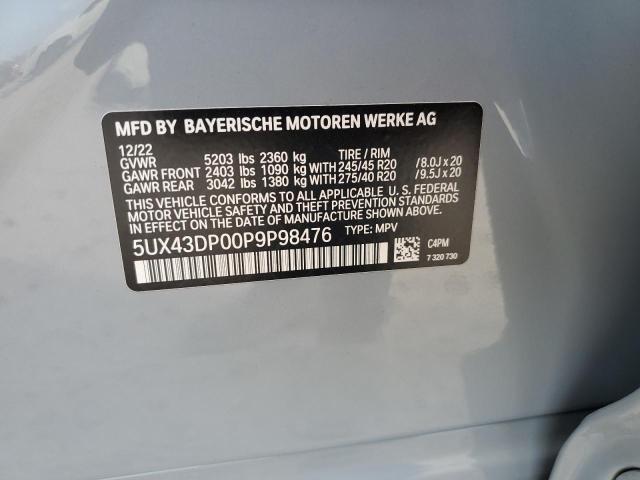 MFD BY BAYERISCHE MOTOREN WERKE AG
12/22
GVWR 5203 lbs 2360 kg TIRE / RIM
GAWR FRONT 2403 lbs 1090 kg WITH 245/45 R20 /8.0J x 20
GAWR REAR 3042 lbs 1380 kg WITH 275/40 R20 /9.5J x 20
THIS VEHICLE CONFORMS TO ALL APPLICABLE U.S. FEDERAL
MOTOR VEHICLE SAFETY AND THEFT PREVENTION STANDARDS
IN EFFECT ON THE DATE OF MANUFACTURE SHOWN ABOVE.
5UX43DP00P9P98476 TYPE: MPV
C4PM
7 320 730